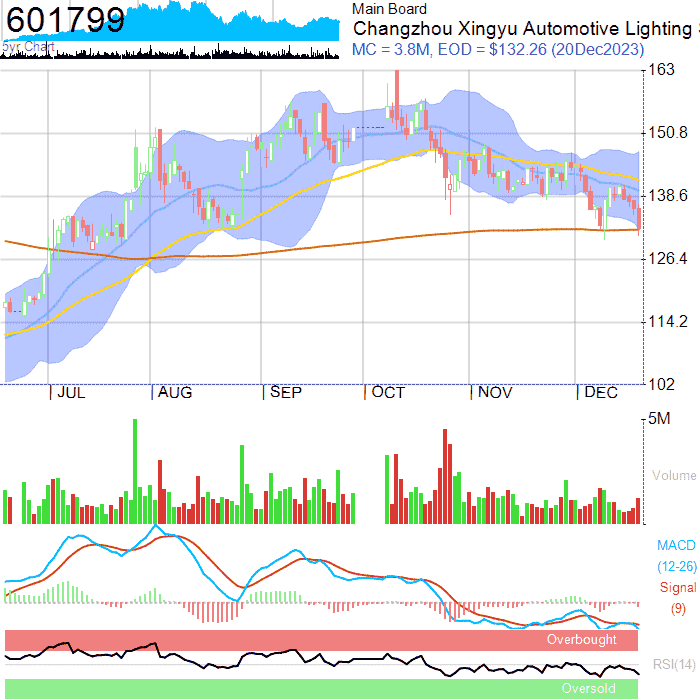 601799
5yr Chart
Main Board
Changzhou Xingyu Automotive Lighting S
MC = 3.8M, EOD = $132.26 (20Dec2023)
163
150.8
138.6
126.4
114.2
102
JUL AUG SEP OCT NOV DEC
5M
Volume
MACD
(12-26)
Signal
(9)
Overbought
RSI(14)
Oversold